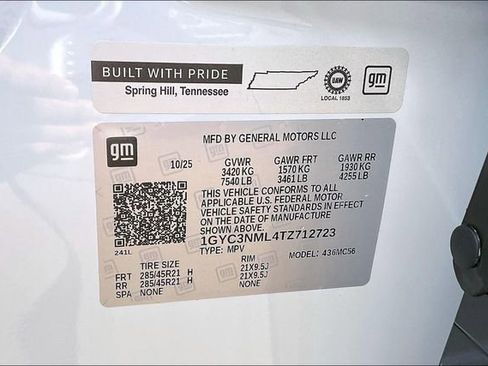 BUILT WITH PRIDE
Spring Hill, Tennessee
UAW
LOCAL 1853
gm
gm
MFD BY GENERAL MOTORS LLC
10/25 GVWR GAWR FRT GAWR RR
3420 KG 1570 KG 1930 KG
7540 LB 3461 LB 4255 LB
THIS VEHICLE CONFORMS TO ALL
APPLICABLE U.S. FEDERAL MOTOR
VEHICLE SAFETY STANDARDS IN EFFECT
ON THE DATE OF MANUFACTURE
SHOWN ABOVE.
1GYC3NML4TZ712723
TYPE: MPV MODEL: 436MC56
241L
TIRE SIZE RIM
FRT 285/45R21 H 21X9.5J
RR 285/45R21 H 21X9.5J
SPA NONE NONE